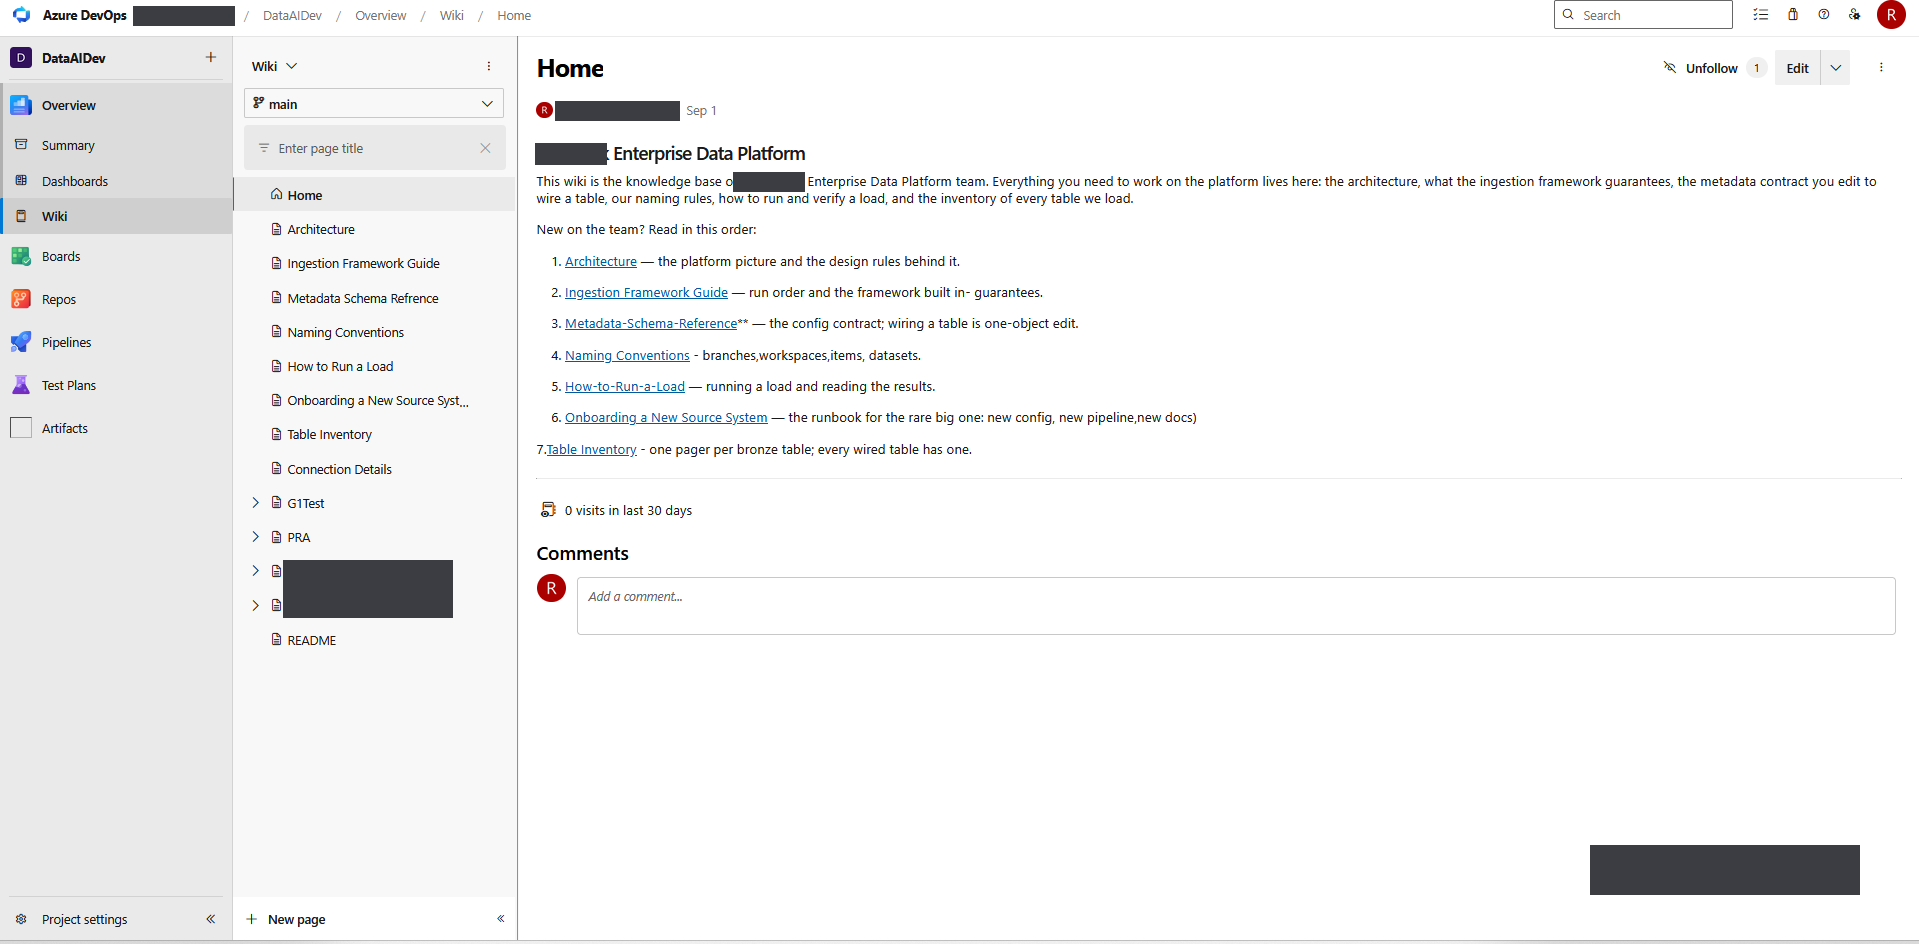 Azure DevOps / DataAIDev / Overview / Wiki / Home
Search
R
D DataAIDev
Overview
Summary
Dashboards
Wiki
Boards
Repos
Pipelines
Test Plans
Artifacts
Project settings
Wiki
main
Enter page title
Home
Architecture
Ingestion Framework Guide
Metadata Schema Refrence
Naming Conventions
How to Run a Load
Onboarding a New Source Syst...
Table Inventory
Connection Details
G1Test
PRA
README
New page
Home
Unfollow 1 Edit
R Sep 1
Enterprise Data Platform
This wiki is the knowledge base o Enterprise Data Platform team. Everything you need to work on the platform lives here: the architecture, what the ingestion framework guarantees, the metadata contract you edit to
wire a table, our naming rules, how to run and verify a load, and the inventory of every table we load.
New on the team? Read in this order:
1. Architecture — the platform picture and the design rules behind it.
2. Ingestion Framework Guide — run order and the framework built in- guarantees.
3. Metadata-Schema-Reference** — the config contract; wiring a table is one-object edit.
4. Naming Conventions - branches,workspaces,items, datasets.
5. How-to-Run-a-Load — running a load and reading the results.
6. Onboarding a New Source System — the runbook for the rare big one: new config, new pipeline,new docs)
7.Table Inventory - one pager per bronze table; every wired table has one.
0 visits in last 30 days
Comments
R
Add a comment...